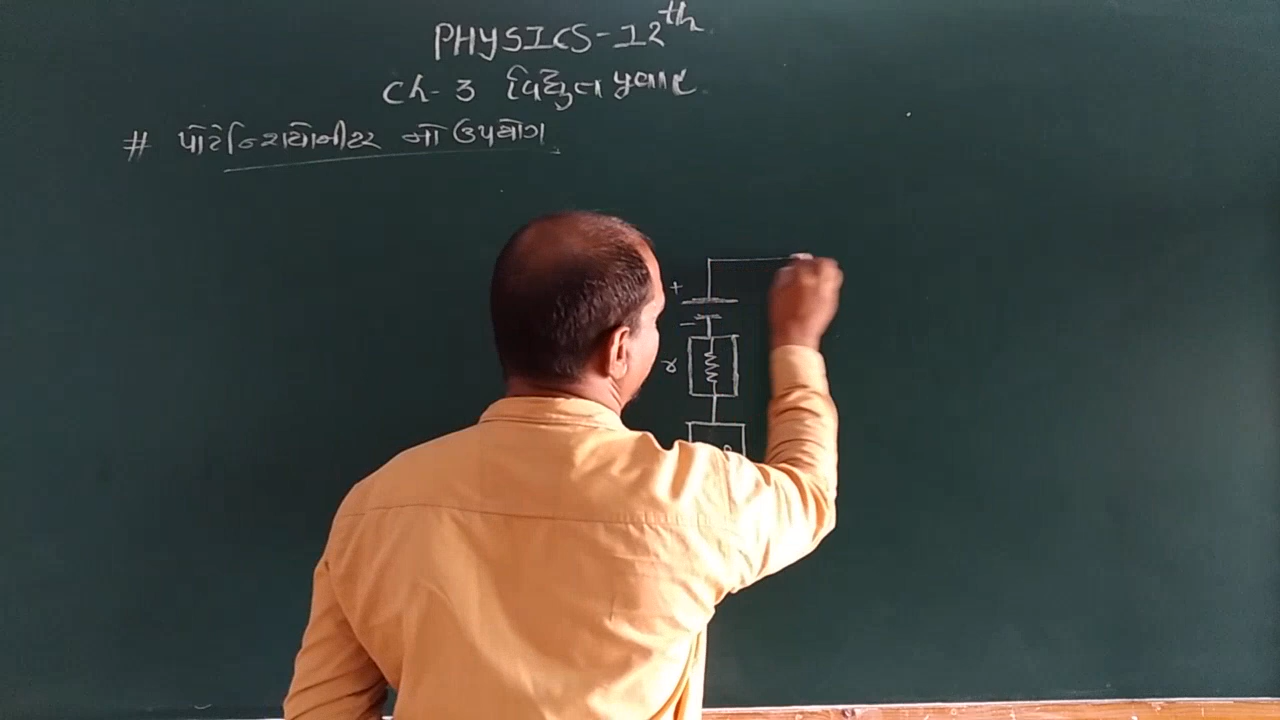 PHYSICS-12th
Ch-3 વિદ્યુત પ્રવાહ
# પોટેન્શિયોમીટર નો ઉપયોગ
+
-
r